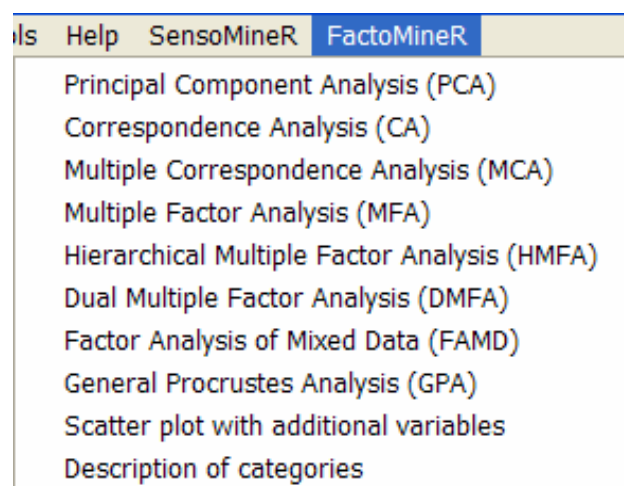 ls Help SensoMineR FactoMineR
Principal Component Analysis (PCA)
Correspondence Analysis (CA)
Multiple Correspondence Analysis (MCA)
Multiple Factor Analysis (MFA)
Hierarchical Multiple Factor Analysis (HMFA)
Dual Multiple Factor Analysis (DMFA)
Factor Analysis of Mixed Data (FAMD)
General Procrustes Analysis (GPA)
Scatter plot with additional variables
Description of categories